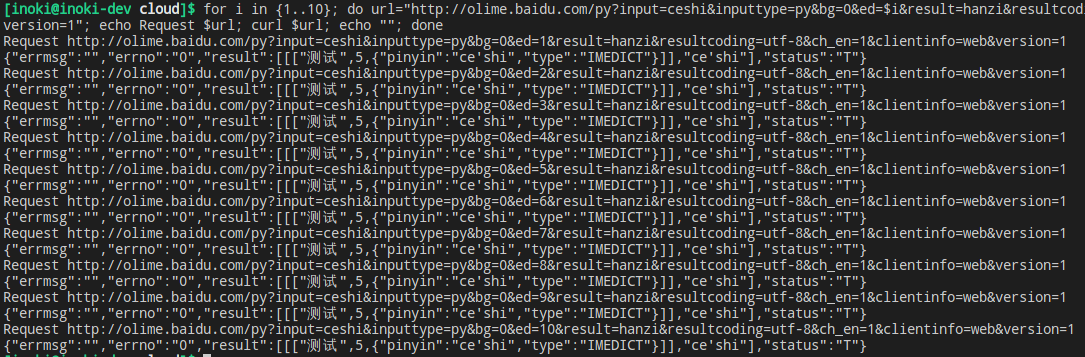 [inoki@inoki-dev cloud]$ for i in {1..10}; do url="http://olime.baidu.com/py?input=ceshi&inputtype=py&bg=0&ed=$i&result=hanzi&resultcod
version=1"; echo Request $url; curl $url; echo ""; done
Request http://olime.baidu.com/py?input=ceshi&inputtype=py&bg=0&ed=1&result=hanzi&resultcoding=utf-8&ch_en=1&clientinfo=web&version=1
{"errmsg":"","errno":"0","result":[[["测试",5,{"pinyin":"ce'shi","type":"IMEDICT"}]],"ce'shi"],"status":"T"}
Request http://olime.baidu.com/py?input=ceshi&inputtype=py&bg=0&ed=2&result=hanzi&resultcoding=utf-8&ch_en=1&clientinfo=web&version=1
{"errmsg":"","errno":"0","result":[[["测试",5,{"pinyin":"ce'shi","type":"IMEDICT"}]],"ce'shi"],"status":"T"}
Request http://olime.baidu.com/py?input=ceshi&inputtype=py&bg=0&ed=3&result=hanzi&resultcoding=utf-8&ch_en=1&clientinfo=web&version=1
{"errmsg":"","errno":"0","result":[[["测试",5,{"pinyin":"ce'shi","type":"IMEDICT"}]],"ce'shi"],"status":"T"}
Request http://olime.baidu.com/py?input=ceshi&inputtype=py&bg=0&ed=4&result=hanzi&resultcoding=utf-8&ch_en=1&clientinfo=web&version=1
{"errmsg":"","errno":"0","result":[[["测试",5,{"pinyin":"ce'shi","type":"IMEDICT"}]],"ce'shi"],"status":"T"}
Request http://olime.baidu.com/py?input=ceshi&inputtype=py&bg=0&ed=5&result=hanzi&resultcoding=utf-8&ch_en=1&clientinfo=web&version=1
{"errmsg":"","errno":"0","result":[[["测试",5,{"pinyin":"ce'shi","type":"IMEDICT"}]],"ce'shi"],"status":"T"}
Request http://olime.baidu.com/py?input=ceshi&inputtype=py&bg=0&ed=6&result=hanzi&resultcoding=utf-8&ch_en=1&clientinfo=web&version=1
{"errmsg":"","errno":"0","result":[[["测试",5,{"pinyin":"ce'shi","type":"IMEDICT"}]],"ce'shi"],"status":"T"}
Request http://olime.baidu.com/py?input=ceshi&inputtype=py&bg=0&ed=7&result=hanzi&resultcoding=utf-8&ch_en=1&clientinfo=web&version=1
{"errmsg":"","errno":"0","result":[[["测试",5,{"pinyin":"ce'shi","type":"IMEDICT"}]],"ce'shi"],"status":"T"}
Request http://olime.baidu.com/py?input=ceshi&inputtype=py&bg=0&ed=8&result=hanzi&resultcoding=utf-8&ch_en=1&clientinfo=web&version=1
{"errmsg":"","errno":"0","result":[[["测试",5,{"pinyin":"ce'shi","type":"IMEDICT"}]],"ce'shi"],"status":"T"}
Request http://olime.baidu.com/py?input=ceshi&inputtype=py&bg=0&ed=9&result=hanzi&resultcoding=utf-8&ch_en=1&clientinfo=web&version=1
{"errmsg":"","errno":"0","result":[[["测试",5,{"pinyin":"ce'shi","type":"IMEDICT"}]],"ce'shi"],"status":"T"}
Request http://olime.baidu.com/py?input=ceshi&inputtype=py&bg=0&ed=10&result=hanzi&resultcoding=utf-8&ch_en=1&clientinfo=web&version=1
{"errmsg":"","errno":"0","result":[[["测试",5,{"pinyin":"ce'shi","type":"IMEDICT"}]],"ce'shi"],"status":"T"}